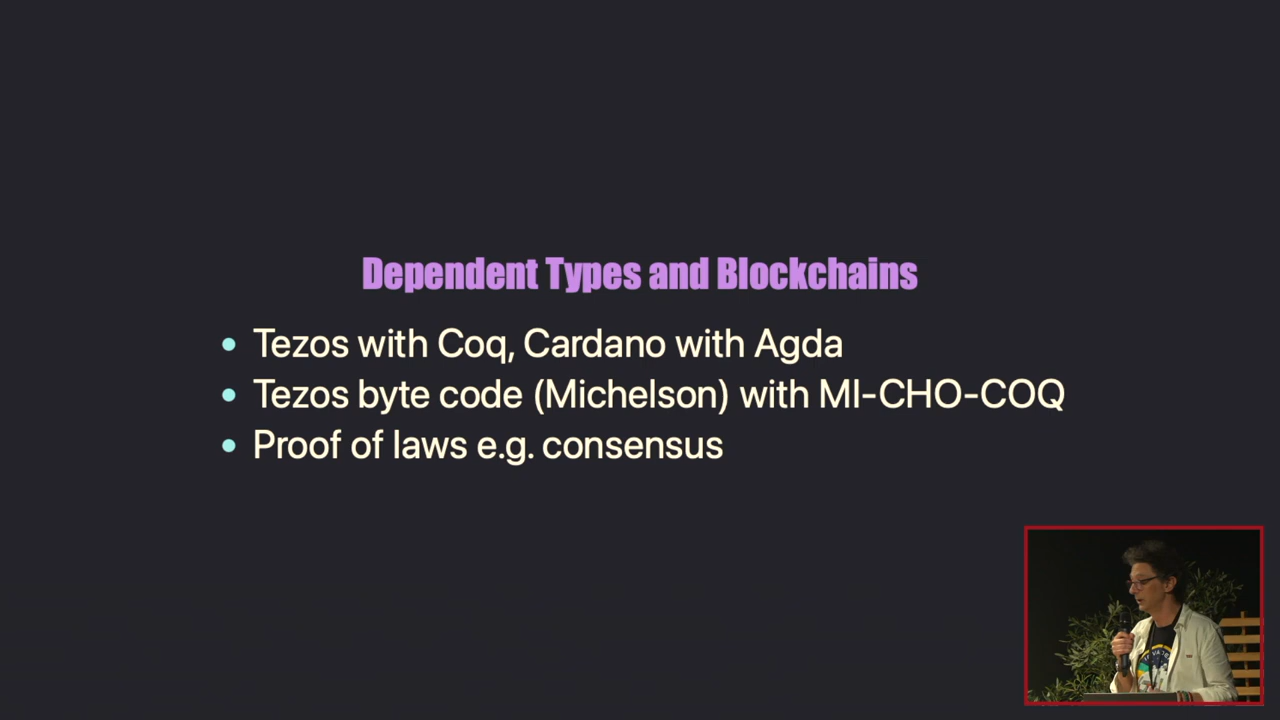 Dependent Types and Blockchains
• Tezos with Coq, Cardano with Agda
• Tezos byte code (Michelson) with MI-CHO-COQ
• Proof of laws e.g. consensus